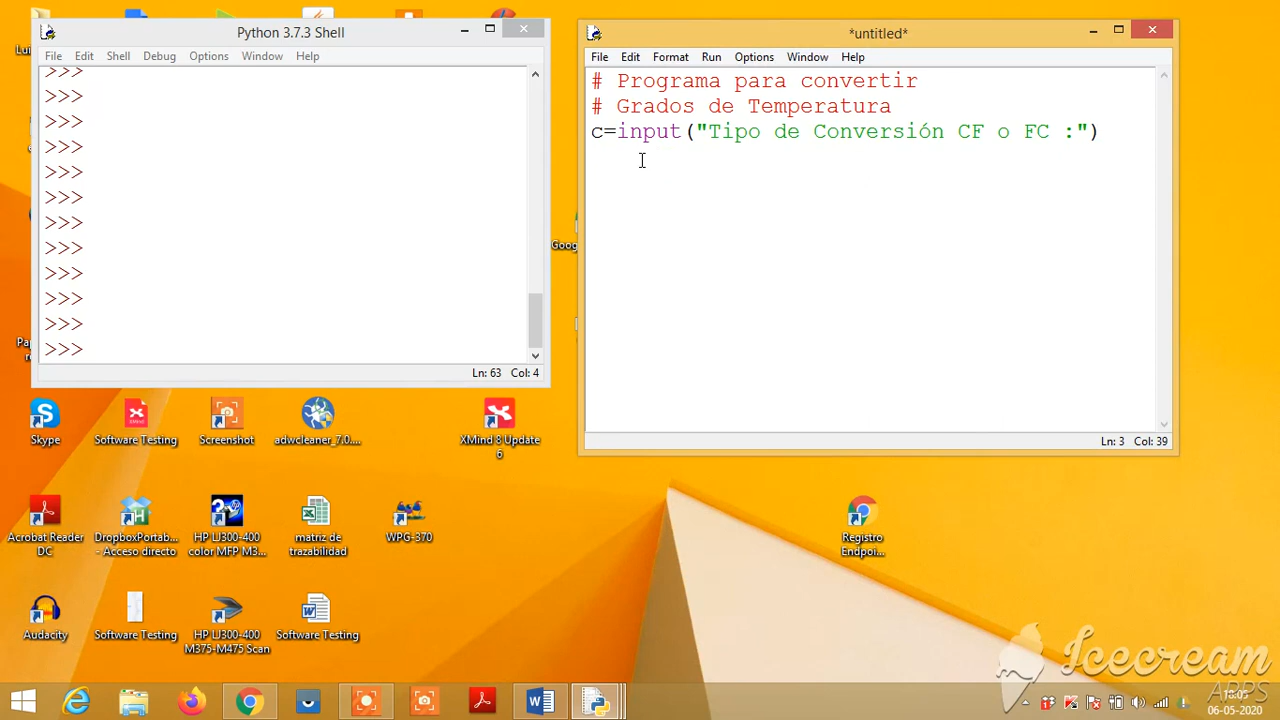 Python 3.7.3 Shell
File Edit Shell Debug Options Window Help
>>>
>>>
>>>
>>>
>>>
>>>
>>>
>>>
>>>
>>>
>>>
>>>
Ln: 63 Col: 4
*untitled*
File Edit Format Run Options Window Help
# Programa para convertir
# Grados de Temperatura
c=input("Tipo de Conversión CF o FC :")
Ln: 3 Col: 39
Skype
Software Testing
Screenshot
adwcleaner_7.0....
XMind 8 Update
6
Acrobat Reader
DC
DropboxPortab...
- Acceso directo
HP LJ300-400
color MFP M3...
matriz de
trazabilidad
WPG-370
Registro
Endpoi...
Audacity
Software Testing
HP LJ300-400
M375-M475 Scan
Software Testing
Icecream
APPS
18:05
06-05-2020